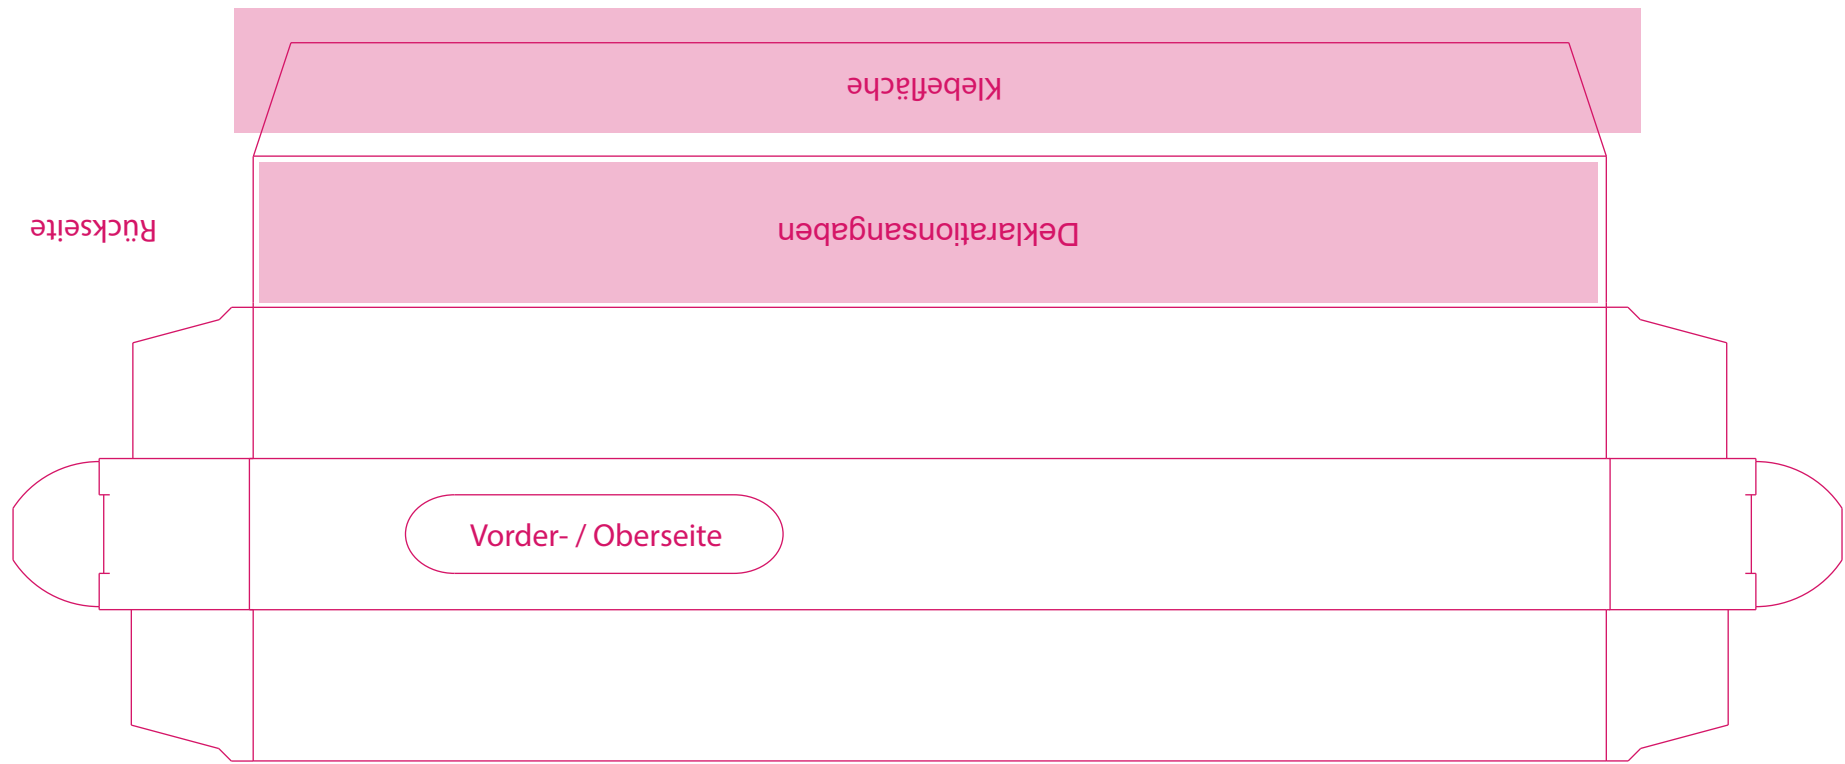 Klebefläche
Deklarationsangaben
Rückseite
Vorder- / Oberseite